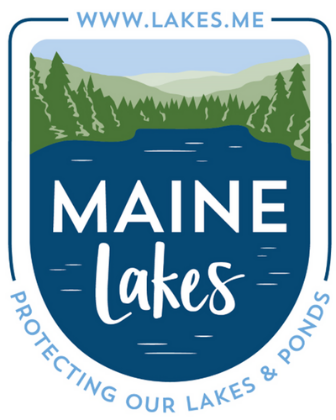 WWW.LAKES.ME
MAINE
Lakes
PROTECTING OUR LAKES & PONDS